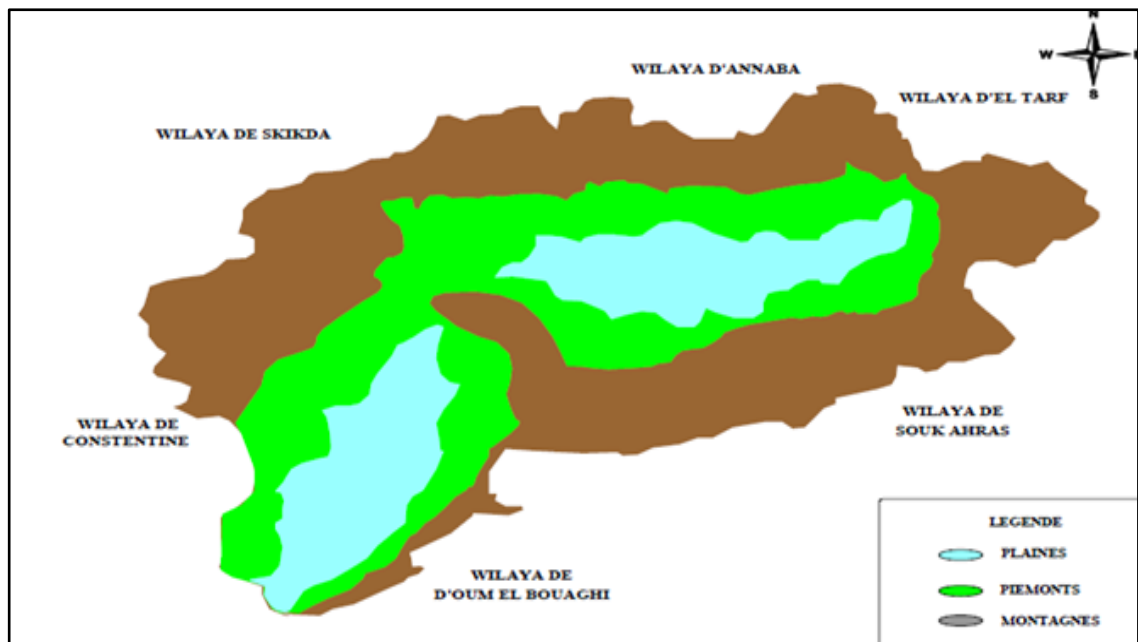 N
W
S
WILAYA D'ANNABA
WILAYA D'EL TARF
WILAYA DE SKIKDA
WILAYA DE
CONSTENTINE
WILAYA DE
SOUK AHRAS
WILAYA DE
D'OUM EL BOUAGHI
LEGENDE
PLAINES
PIEMONTS
MONTAGNES